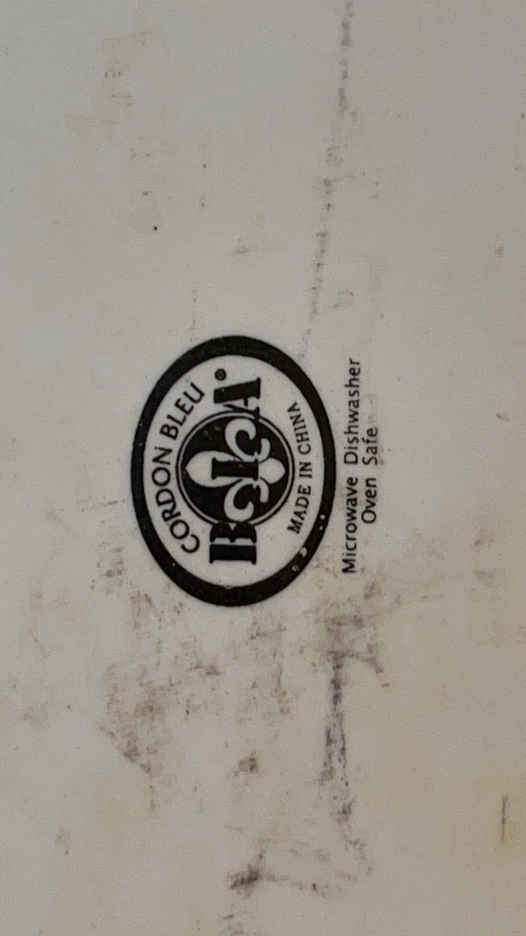 CORDON BLEU
BIA®
MADE IN CHINA
Microwave Dishwasher
Oven Safe